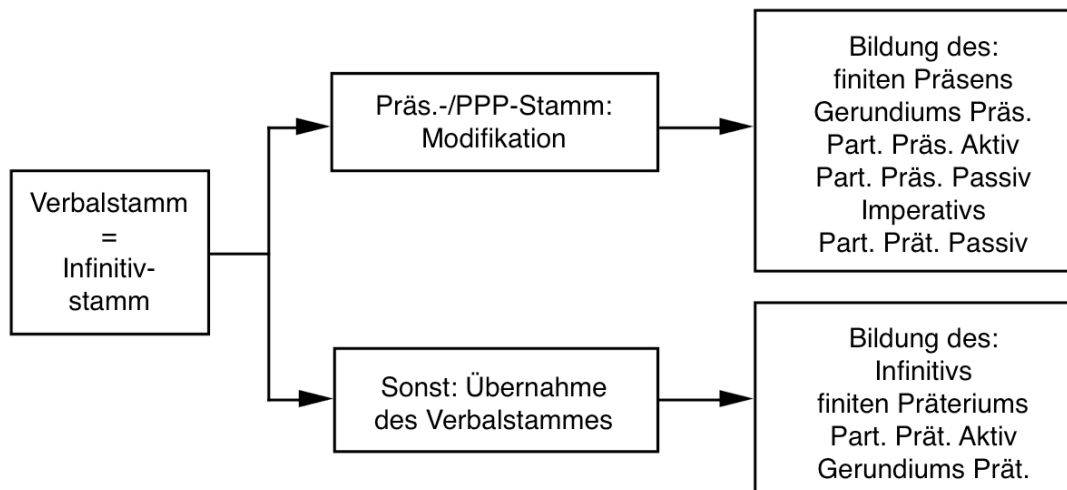 Verbalstamm
=
Infinitiv-
stamm
Präs.-/PPP-Stamm:
Modifikation
Bildung des:
finiten Präsens
Gerundiums Präs.
Part. Präs. Aktiv
Part. Präs. Passiv
Imperativs
Part. Prät. Passiv
Sonst: Übernahme
des Verbalstammes
Bildung des:
Infinitivs
finiten Präteriums
Part. Prät. Aktiv
Gerundiums Prät.